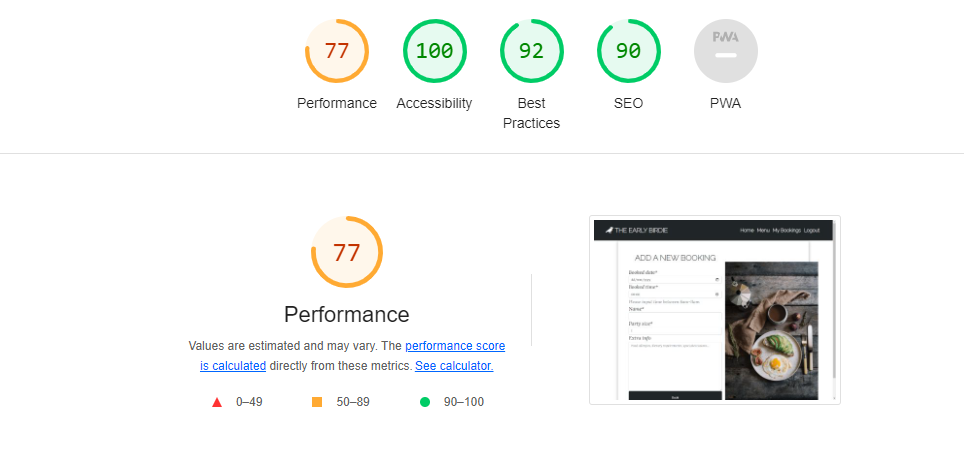 77 100 92 90 PWA
Performance Accessibility Best Practices SEO PWA
77
Performance
Values are estimated and may vary. The performance score
is calculated directly from these metrics. See calculator.
0–49 50–89 90–100
THE EARLY BIRDIE Home Menu My Bookings Logout
ADD A NEW BOOKING
Booked date*
Booked time*
Name*
Party size*
Extra info